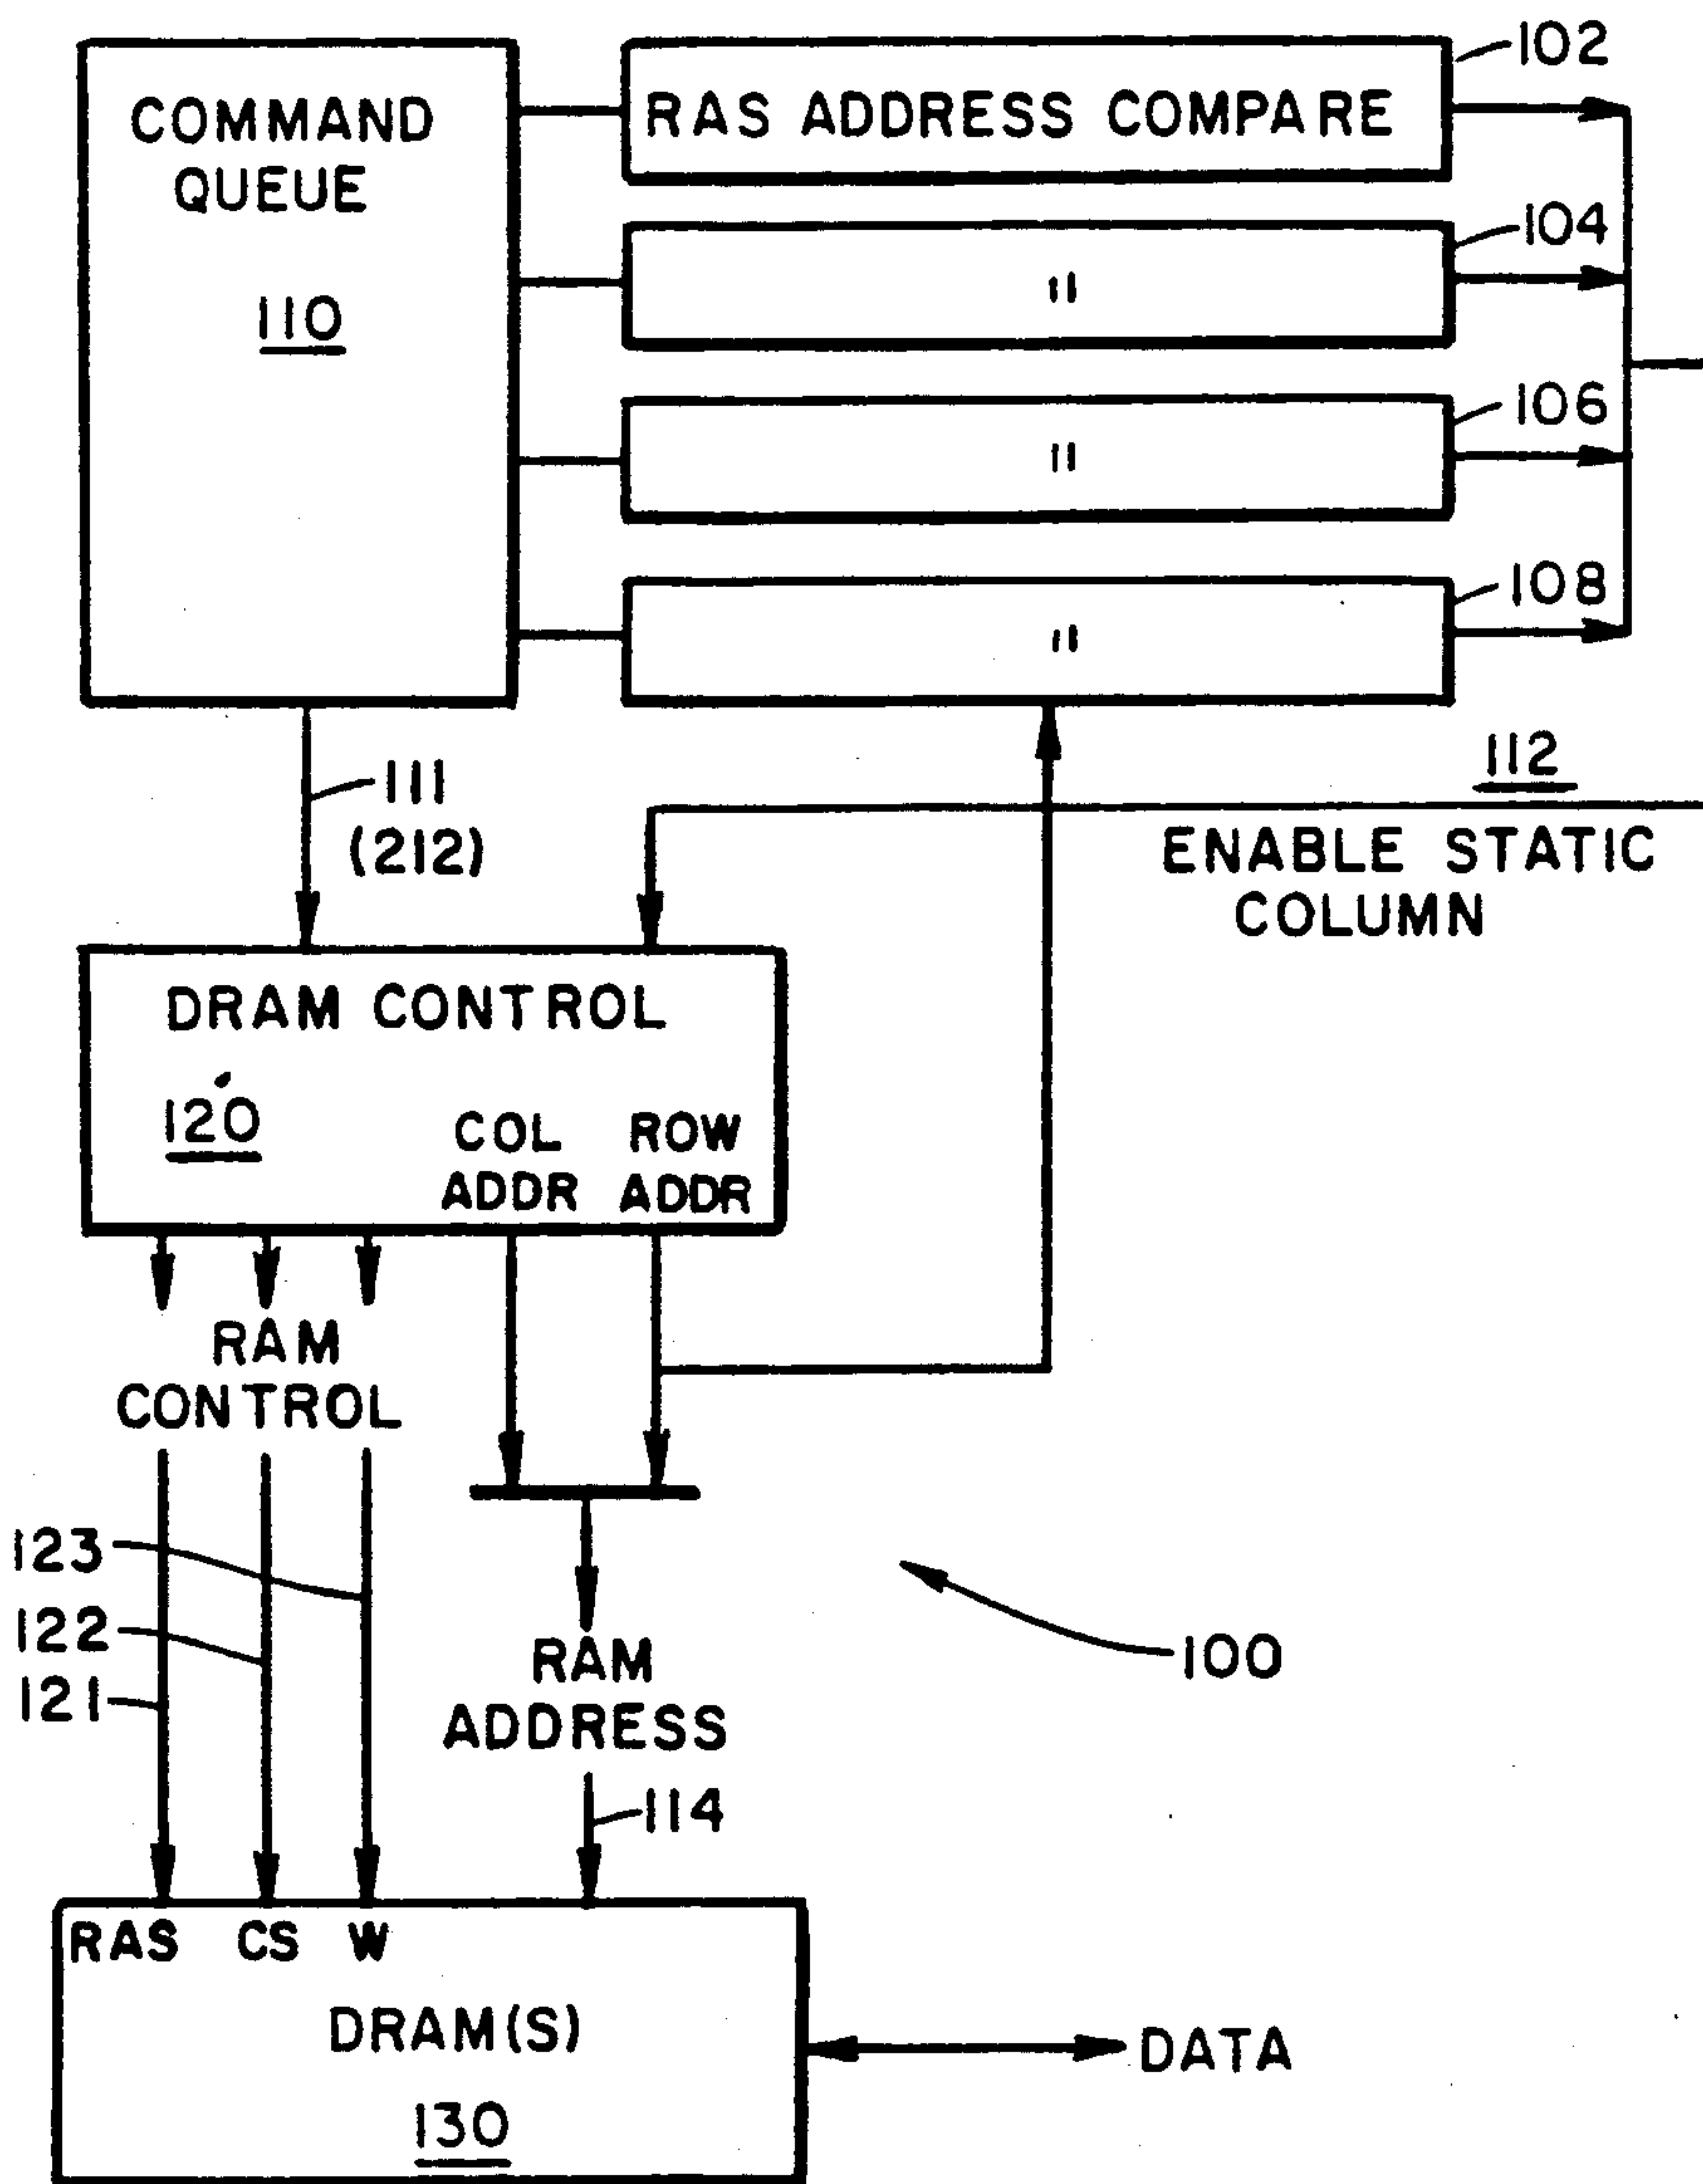 COMMAND
QUEUE
110
RAS ADDRESS COMPARE
102
"
104
"
106
"
108
111
(212)
112
ENABLE STATIC
COLUMN
DRAM CONTROL
120
COL ROW
ADDR ADDR
RAM
CONTROL
123
122
121
RAM
ADDRESS
114
100
RAS CS W
DRAM(S)
130
DATA